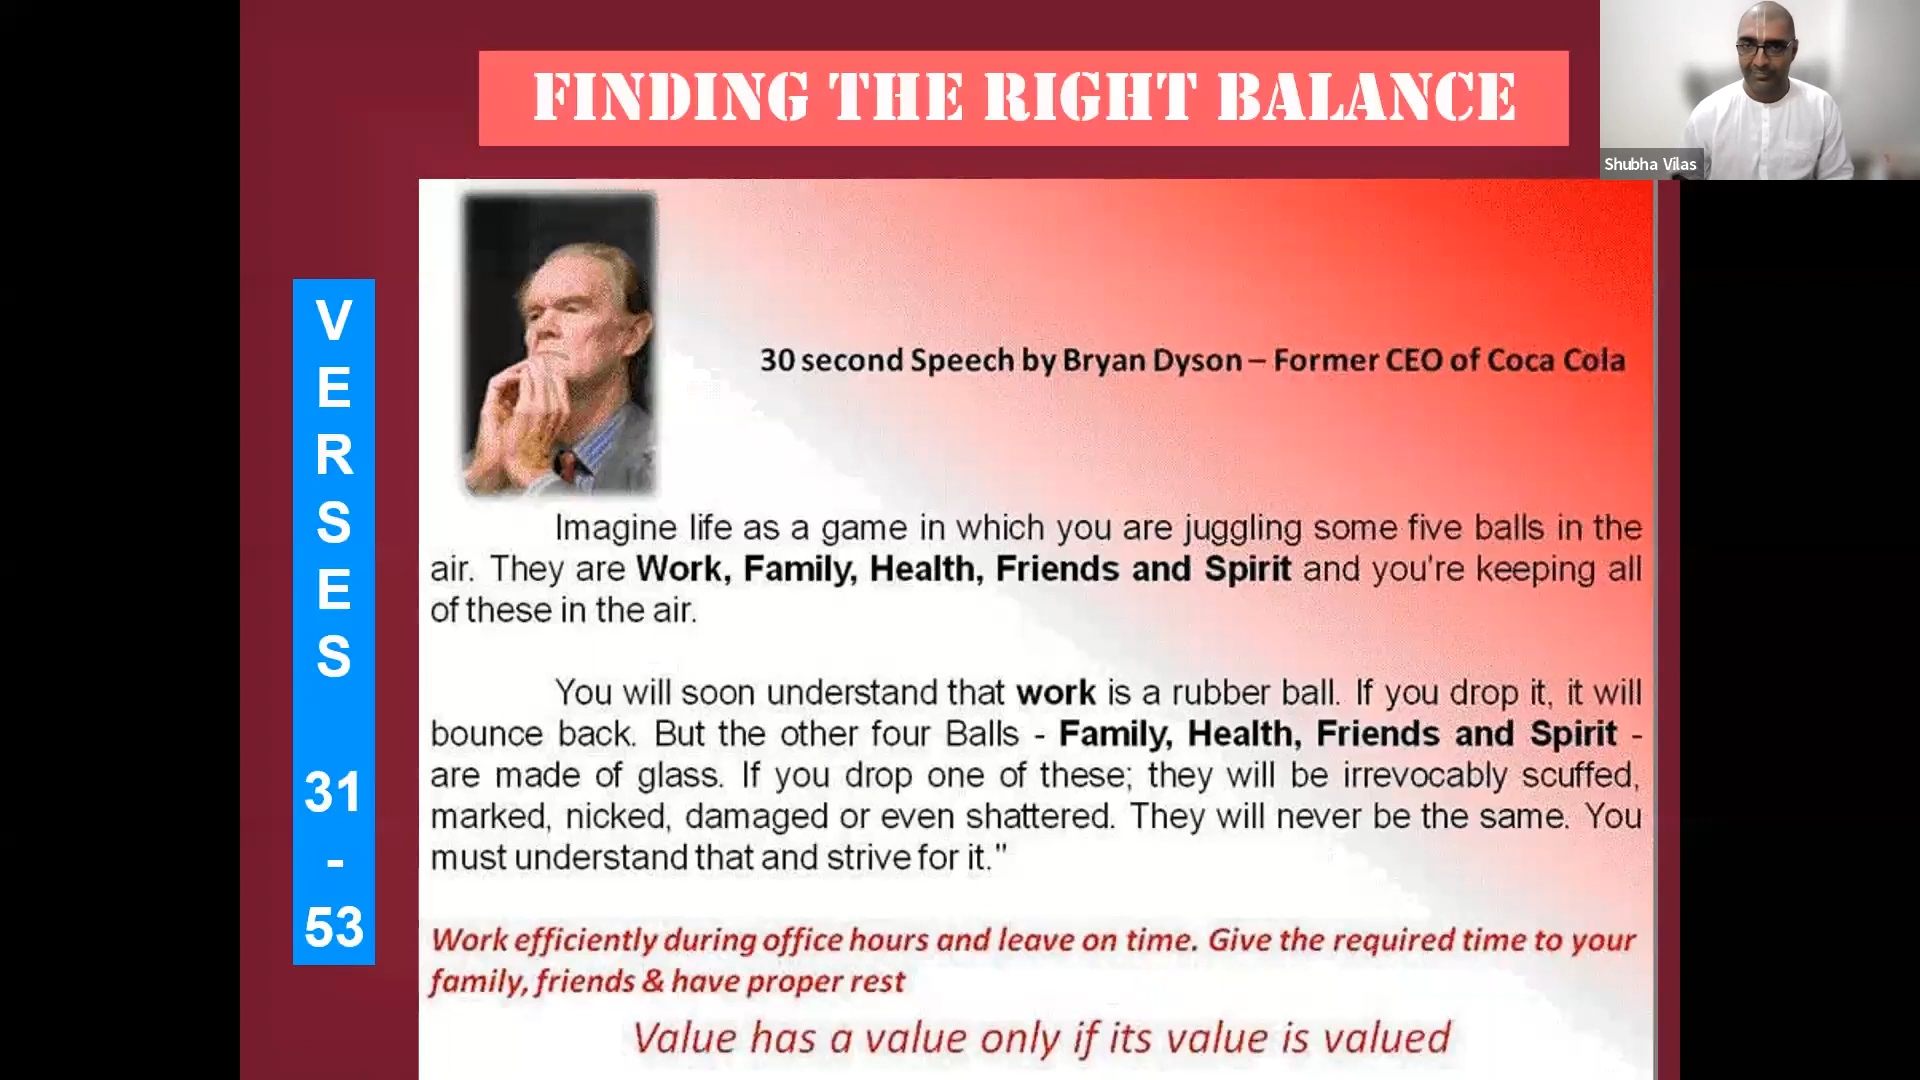 FINDING THE RIGHT BALANCE
Shubha Vilas
VERSES
31
-
53
30 second Speech by Bryan Dyson – Former CEO of Coca Cola
Imagine life as a game in which you are juggling some five balls in the
air. They are Work, Family, Health, Friends and Spirit and you're keeping all
of these in the air.
You will soon understand that work is a rubber ball. If you drop it, it will
bounce back. But the other four Balls - Family, Health, Friends and Spirit -
are made of glass. If you drop one of these; they will be irrevocably scuffed,
marked, nicked, damaged or even shattered. They will never be the same. You
must understand that and strive for it."
Work efficiently during office hours and leave on time. Give the required time to your
family, friends & have proper rest
Value has a value only if its value is valued